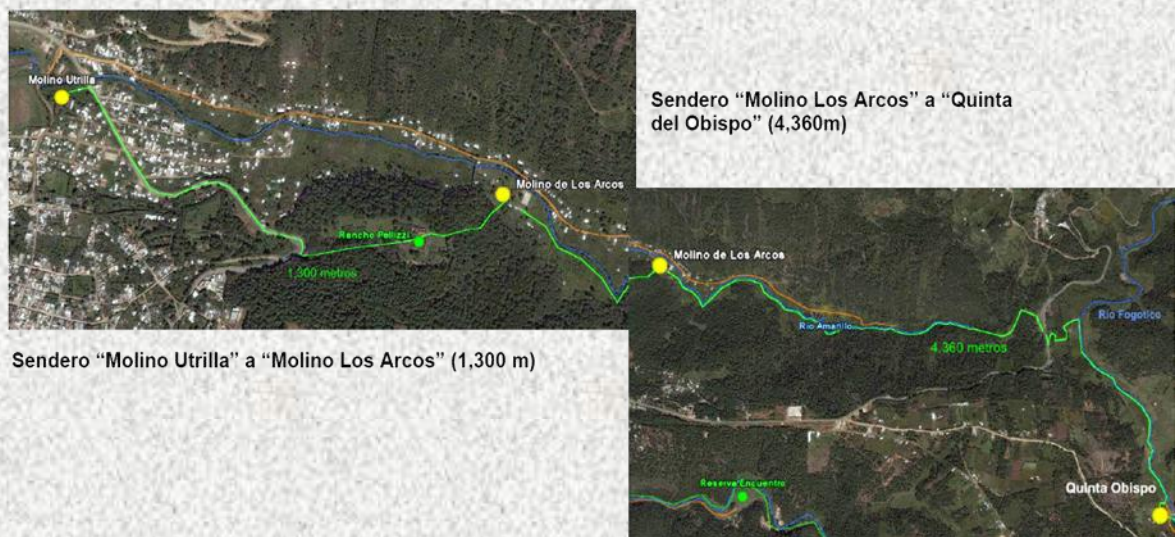 Molino Utrilla
Molino de Los Arcos
Rancho Pellizzi
1,300 metros
Sendero “Molino Utrilla” a “Molino Los Arcos” (1,300 m)
Sendero “Molino Los Arcos” a “Quinta
del Obispo” (4,360m)
Molino de Los Arcos
Rio Amarillo
4,360 metros
Rio Fogotico
Reserva Encuentro
Quinta Obispo